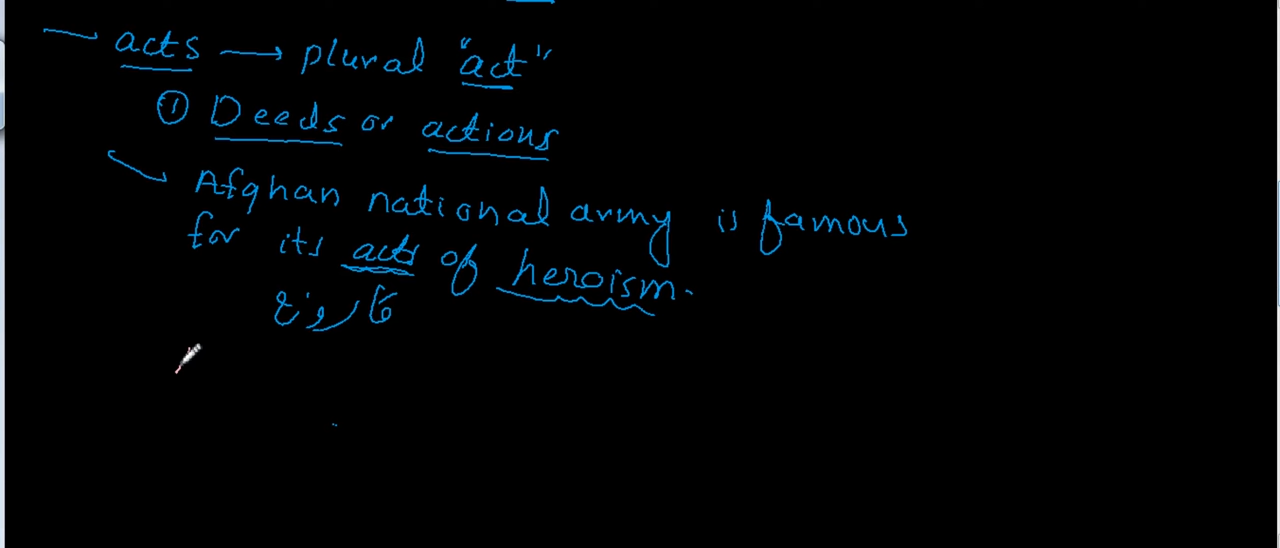 acts → plural "act"
① Deeds or actions
Afghan national army is famous
for its acts of heroism.